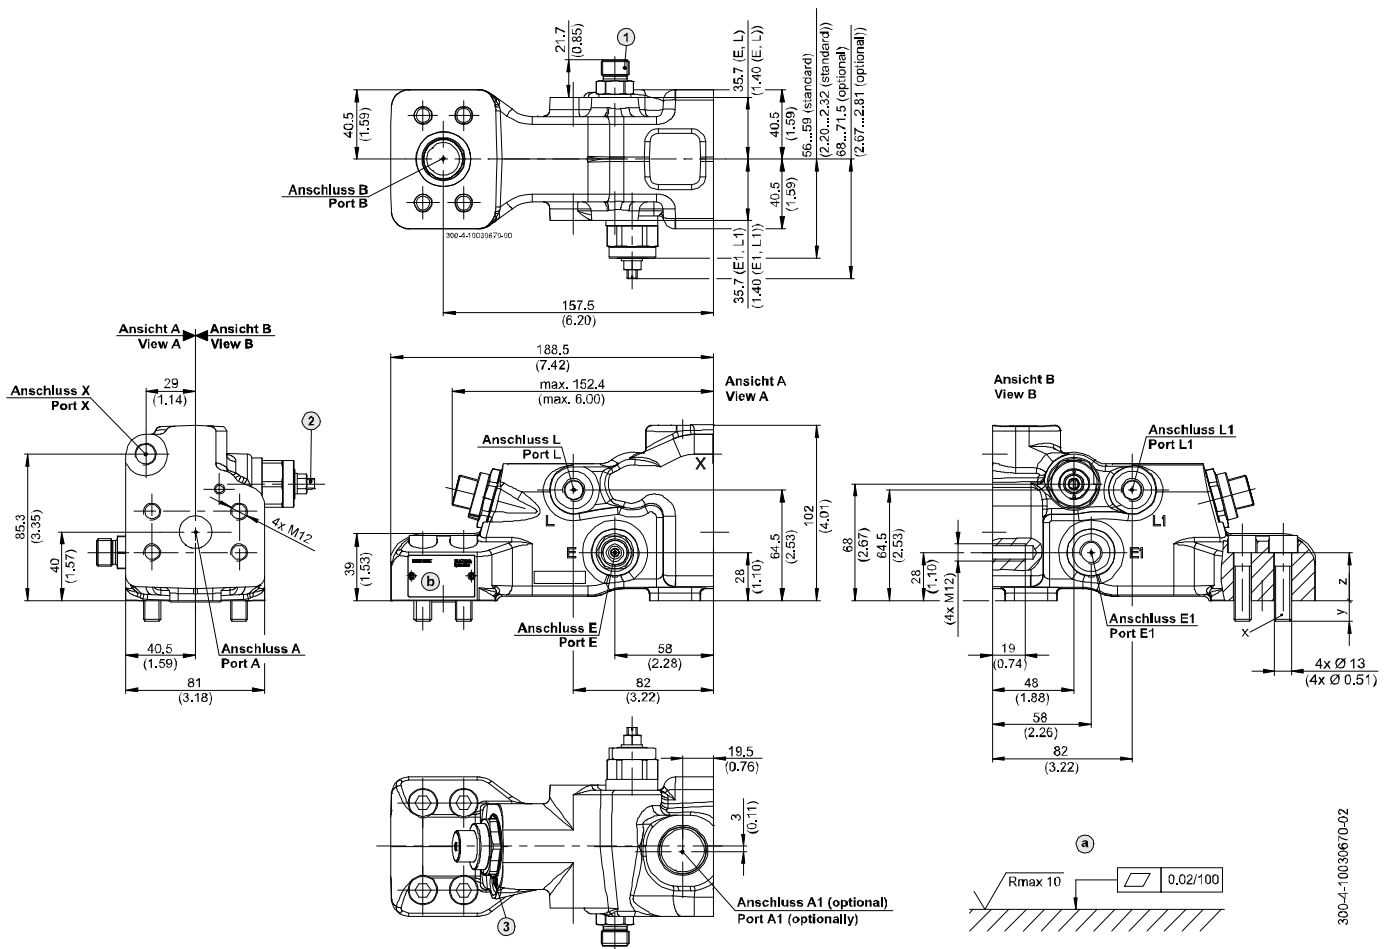 21.7
(0.85)
1
35.7 (E, L)
(1.40 (E, L))
40.5
(1.59)
56...59 (standard)
(2.20...2.32 (standard))
68...71.5 (optional)
(2.67...2.81 (optional))
40.5
(1.59)
Anschluss B
Port B
300-4-10030670-00
40.5
(1.59)
35.7 (E1, L1)
(1.40 (E1, L1))
157.5
(6.20)
Ansicht A
View A
Ansicht B
View B
Anschluss X
Port X
29
(1.14)
2
85.3
(3.35)
40
(1.57)
4x M12
40.5
(1.59)
Anschluss A
Port A
81
(3.18)
188.5
(7.42)
max. 152.4
(max. 6.00)
Ansicht A
View A
Anschluss L
Port L
X
L
E
39
(1.53)
b
64.5
(2.53)
28
(1.10)
102
(4.01)
Anschluss E
Port E
58
(2.28)
82
(3.22)
Ansicht B
View B
Anschluss L1
Port L1
L1
E1
68
(2.67)
64.5
(2.53)
28
(1.10)
(4x M12)
Anschluss E1
Port E1
z
y
x
19
(0.74)
48
(1.88)
58
(2.26)
82
(3.22)
4x Ø 13
(4x Ø 0.51)
19.5
(0.76)
3
(0.11)
3
Anschluss A1 (optional)
Port A1 (optionally)
a
Rmax 10
0.02/100
300-4-10030670-02